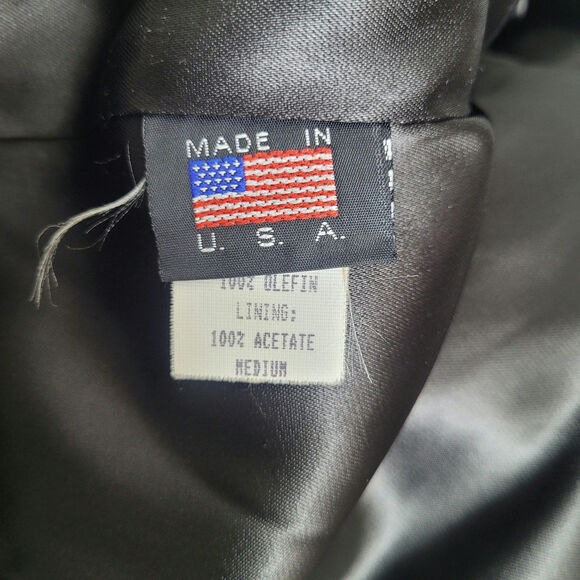 MADE IN
U. S. A.
100% OLEFIN
LINING:
100% ACETATE
MEDIUM